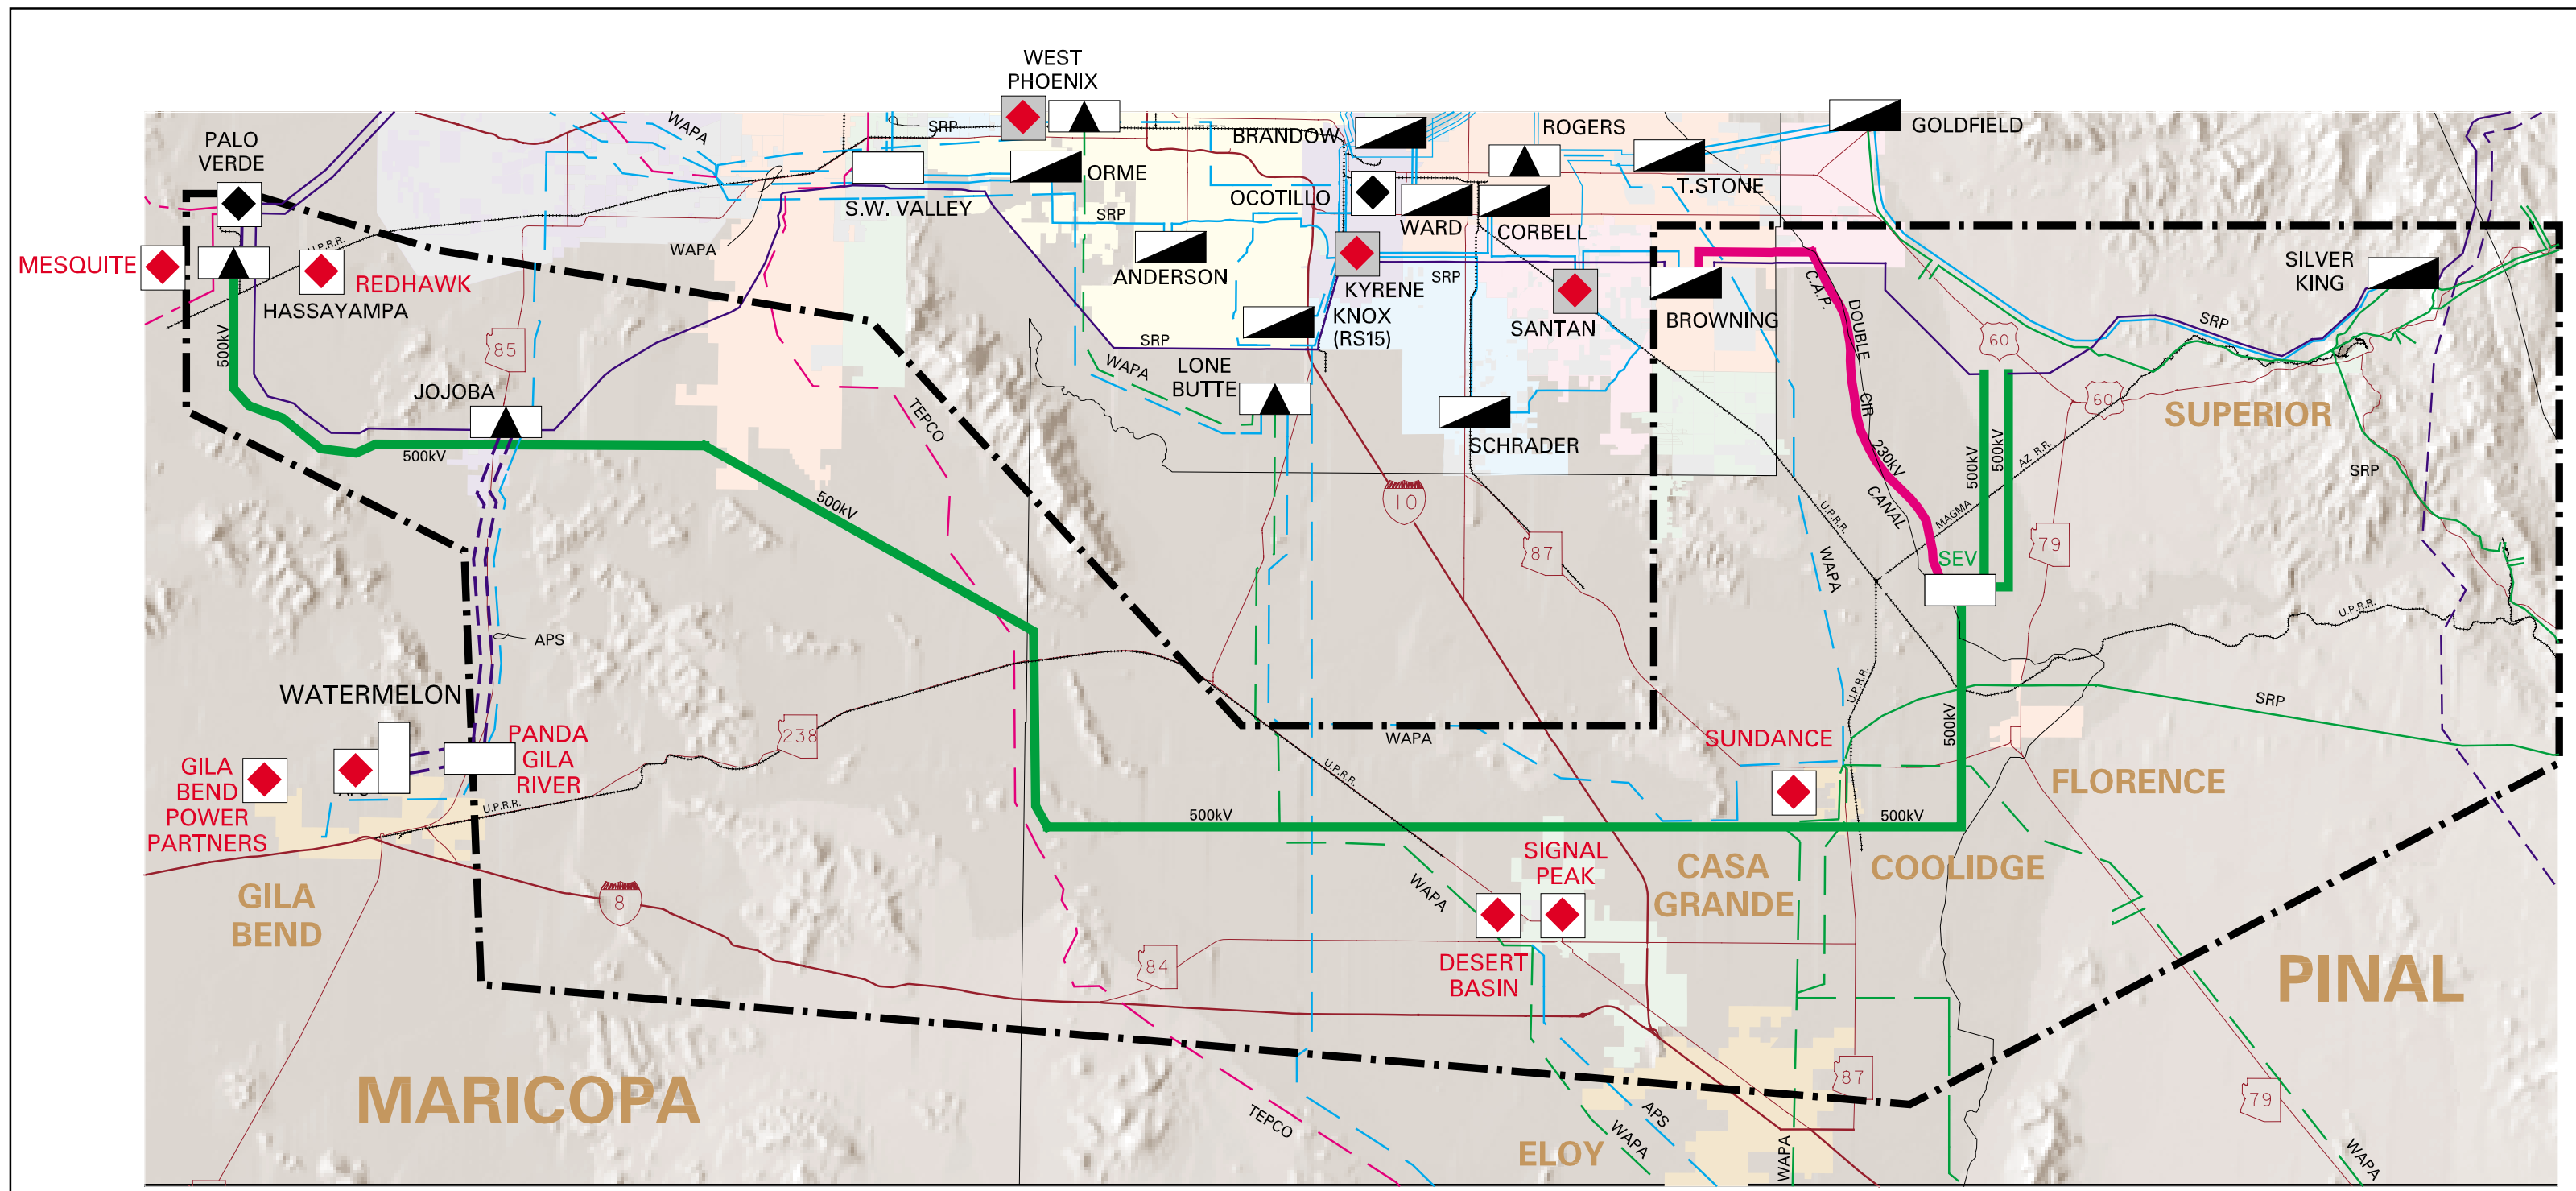 WEST
PHOENIX
PALO
VERDE
WAPA
SRP
BRANDOW
ROGERS
GOLDFIELD
ORME
OCOTILLO
T.STONE
S.W. VALLEY
SRP
WARD
CORBELL
MESQUITE
U.P.R.R.
REDHAWK
HASSAYAMPA
WAPA
ANDERSON
KYRENE
SRP
KNOX
(RS15)
SANTAN
BROWNING
C.A.P.
DOUBLE
CIR
230kV
CANAL
SILVER
KING
SRP
60
60
500kV
85
SRP
WAPA
LONE
BUTTE
JOJOBA
TEPCO
SCHRADER
SUPERIOR
500kV
500kV
500kV
500kV
AZ. R.R.
MAGMA
SRP
10
87
U.P.R.R.
WAPA
79
SEV
APS
U.P.R.R.
U.P.R.R.
WATERMELON
238
PANDA
GILA
RIVER
SRP
500kV
WAPA
SUNDANCE
GILA
BEND
POWER
PARTNERS
U.P.R.R.
U.P.R.R.
FLORENCE
500kV
500kV
SIGNAL
PEAK
CASA
GRANDE
COOLIDGE
WAPA
GILA
BEND
8
84
DESERT
BASIN
PINAL
MARICOPA
87
79
TEPCO
APS
WAPA
ELOY
WAPA
WAPA